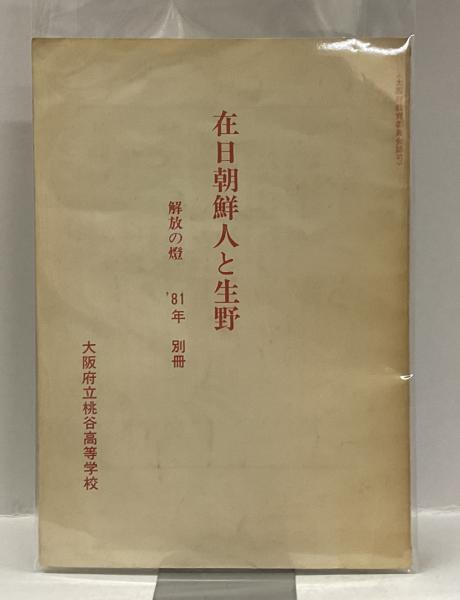 在日朝鮮人と生野
解放の燈 '81年 別冊
大阪府立桃谷高等学校